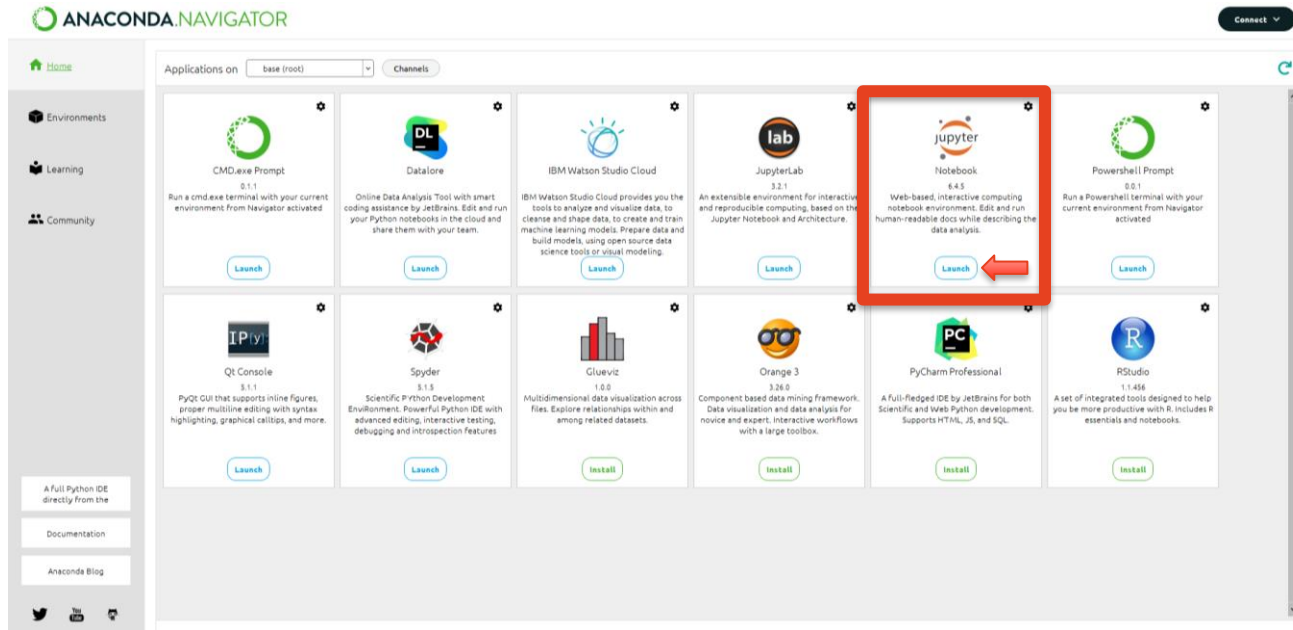 ANACONDA.NAVIGATOR
Connect
Home
Environments
Learning
Community
A full Python IDE
directly from the
Documentation
Anaconda Blog
You
Tube
Applications on
base (root)
Channels
CMD.exe Prompt
0.1.1
Run a cmd.exe terminal with your current
environment from Navigator activated
Launch
DL
Datalore
Online Data Analysis Tool with smart
coding assistance by JetBrains. Edit and run
your Python notebooks in the cloud and
share them with your team.
Launch
IBM Watson Studio Cloud
IBM Watson Studio Cloud provides you the
tools to analyze and visualize data, to
cleanse and shape data, to create and train
machine learning models. Prepare data and
build models, using open source data
science tools or visual modeling.
Launch
lab
JupyterLab
3.2.1
An extensible environment for interactive
and reproducible computing, based on the
Jupyter Notebook and Architecture.
Launch
jupyter
Notebook
6.4.5
Web-based, interactive computing
notebook environment. Edit and run
human-readable docs while describing the
data analysis.
Launch
Powershell Prompt
0.0.1
Run a Powershell terminal with your
current environment from Navigator
activated
Launch
IP[y]:
Qt Console
5.1.1
PyQt GUI that supports inline figures,
proper multiline editing with syntax
highlighting, graphical calltips, and more.
Launch
Spyder
5.1.5
Scientific PYthon Development
EnviRonment. Powerful Python IDE with
advanced editing, interactive testing,
debugging and introspection features
Launch
Glueviz
1.0.0
Multidimensional data visualization across
files. Explore relationships within and
among related datasets.
Install
Orange 3
3.26.0
Component based data mining framework.
Data visualization and data analysis for
novice and expert. Interactive workflows
with a large toolbox.
Install
PC
PyCharm Professional
A full-fledged IDE by JetBrains for both
Scientific and Web Python development.
Supports HTML, JS, and SQL.
Install
R
RStudio
1.1.456
A set of integrated tools designed to help
you be more productive with R. Includes R
essentials and notebooks.
Install